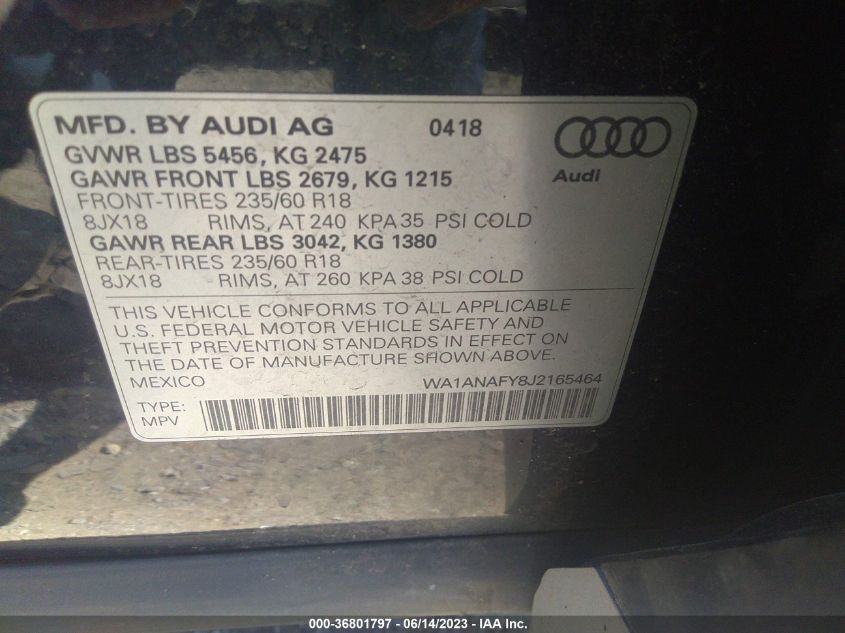 MFD. BY AUDI AG 0418
GVWR LBS 5456, KG 2475
GAWR FRONT LBS 2679, KG 1215
FRONT-TIRES 235/60 R18
8JX18 RIMS, AT 240 KPA 35 PSI COLD
GAWR REAR LBS 3042, KG 1380
REAR-TIRES 235/60 R18
8JX18 RIMS, AT 260 KPA 38 PSI COLD
Audi
THIS VEHICLE CONFORMS TO ALL APPLICABLE
U.S. FEDERAL MOTOR VEHICLE SAFETY AND
THEFT PREVENTION STANDARDS IN EFFECT ON
THE DATE OF MANUFACTURE SHOWN ABOVE.
MEXICO WA1ANAFY8J2165464
TYPE:
MPV
000-36801797 - 06/14/2023 - IAA Inc.